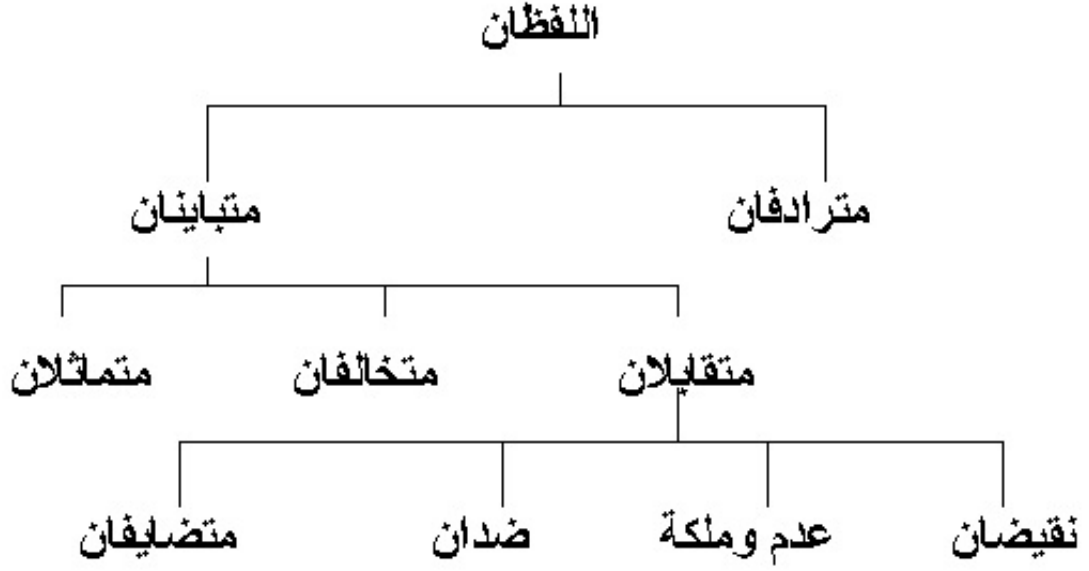 اللفظان
مترادفان متباينان
متقابلان متخالفان متماثلان
نقيضان عدم وملكة ضدان متضايفان